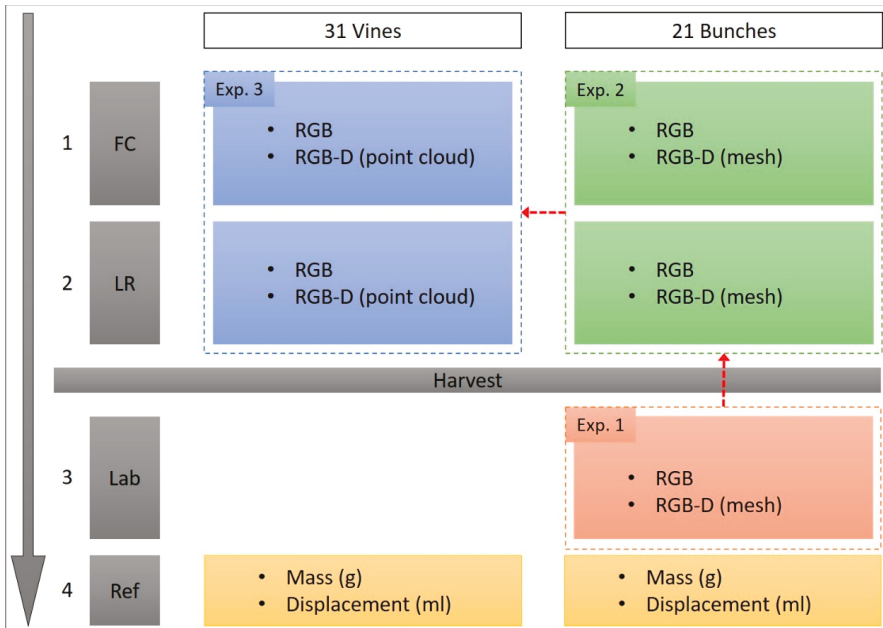 31 Vines
21 Bunches
Exp. 3
Exp. 2
1
FC
• RGB
• RGB-D (point cloud)
• RGB
• RGB-D (mesh)
2
LR
• RGB
• RGB-D (point cloud)
• RGB
• RGB-D (mesh)
Harvest
Exp. 1
3
Lab
• RGB
• RGB-D (mesh)
4
Ref
• Mass (g)
• Displacement (ml)
• Mass (g)
• Displacement (ml)